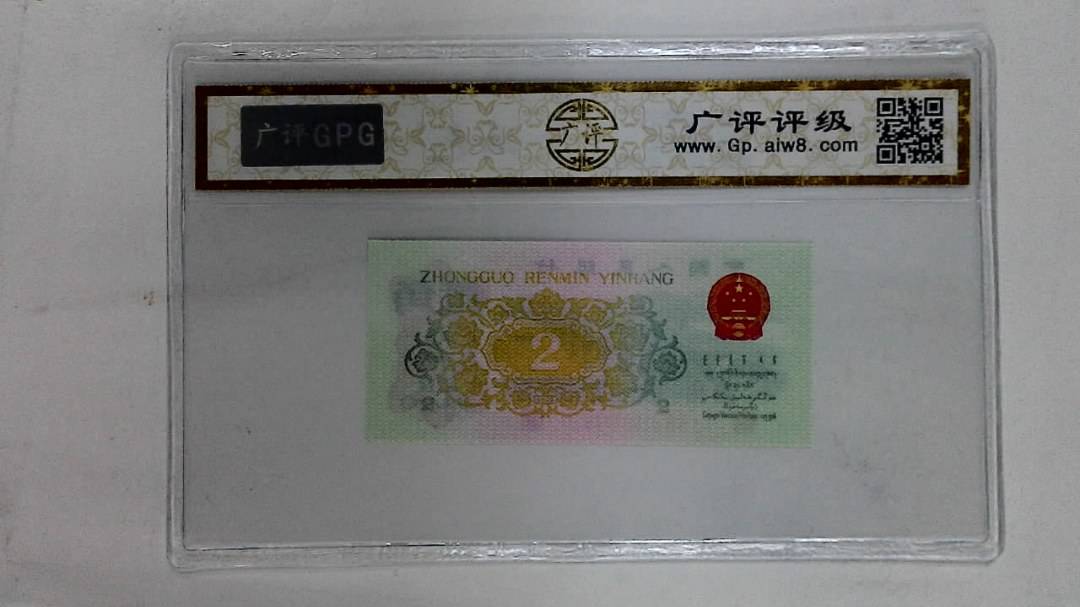 广评GPG
广评
广评评级
www.Gp.aiw8.com
ZHONGGUO RENMIN YINHANG
2
2 2